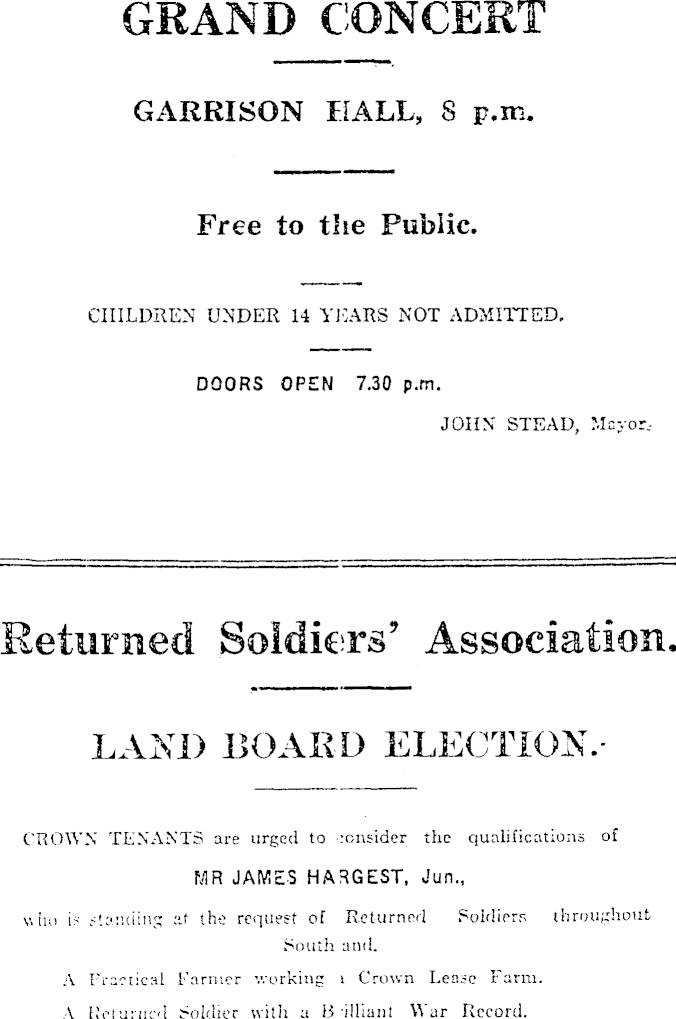 GRAND CONCERT
GARRISON HALL, 8 p.m.
Free to the Public.
CHILDREN UNDER 14 YEARS NOT ADMITTED.
DOORS OPEN 7.30 p.m.
JOHN STEAD, Mayor.
Returned Soldiers' Association.
LAND BOARD ELECTION.
CROWN TENANTS are urged to consider the qualifications of
MR JAMES HARGEST, Jun.,
who is standing at the request of Returned Soldiers throughout
Southland.
A Practical Farmer working a Crown Lease Farm.
A Returned Soldier with a Brilliant War Record.